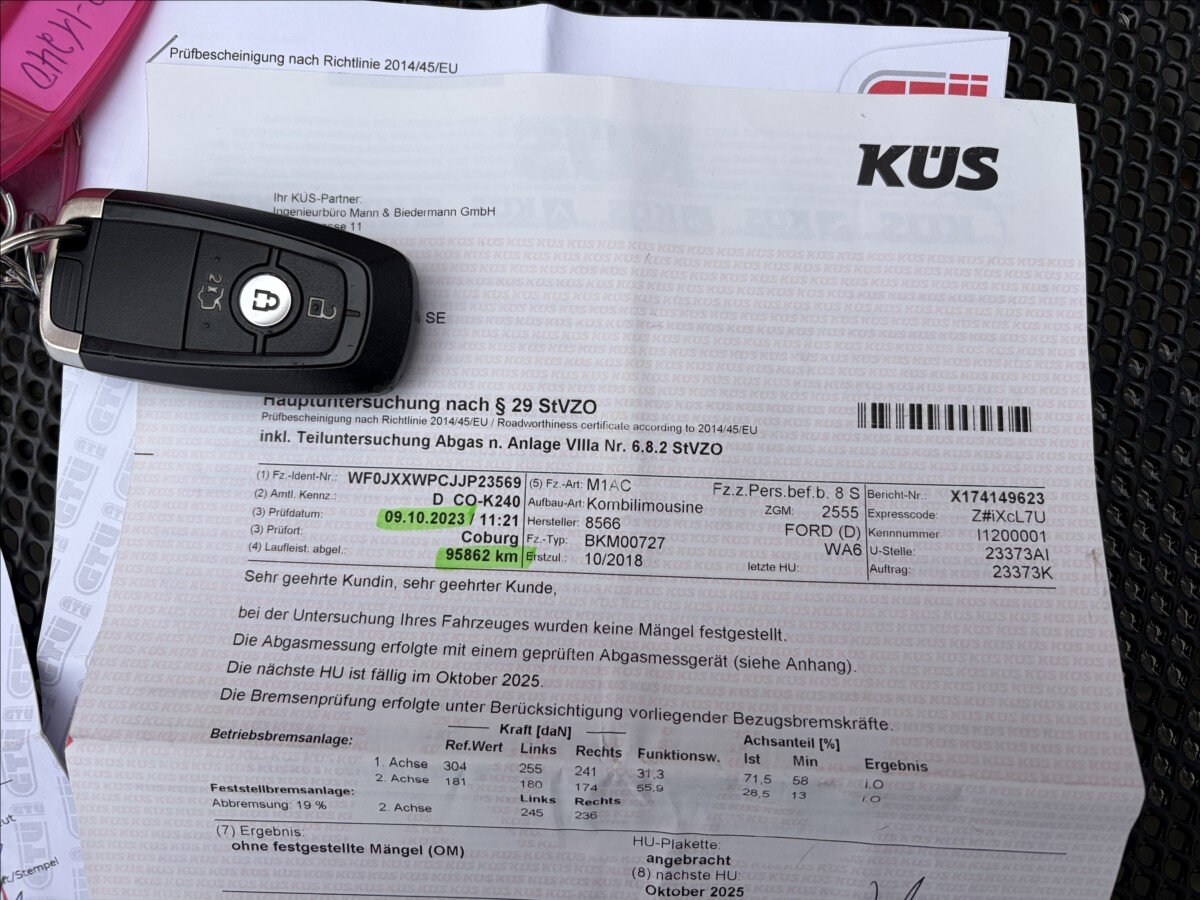 Prüfbescheinigung nach Richtlinie 2014/45/EU
KÜS
Ihr KÜS-Partner:
Ingenieurbüro Mann & Biedermann GmbH
11
SE
2x
Hauptuntersuchung nach § 29 StVZO
Prüfbescheinigung nach Richtlinie 2014/45/EU / Roadworthiness certificate according to 2014/45/EU
inkl. Teiluntersuchung Abgas n. Anlage VIIIa Nr. 6.8.2 StVZO
(1) Fz.-Ident-Nr.: WF0JXXWPCJJP23569 (5) Fz.-Art: M1AC Fz.z.Pers.bef.b. 8 S Bericht-Nr.: X174149623
(2) Amtl. Kennz.: D CO-K240 Aufbau-Art: Kombilimousine ZGM: 2555 Expresscode: Z#iXcL7U
(3) Prüfdatum: 09.10.2023 / 11:21 Hersteller: 8566 FORD (D) Kennnummer I1200001
(3) Prüfort: Coburg Fz.-Typ: BKM00727 WA6 U-Stelle: 23373AI
(4) Laufleist. abgel.: 95862 km Erstzul.: 10/2018 letzte HU: Auftrag: 23373K
Sehr geehrte Kundin, sehr geehrter Kunde,
bei der Untersuchung Ihres Fahrzeuges wurden keine Mängel festgestellt.
Die Abgasmessung erfolgte mit einem geprüften Abgasmessgerät (siehe Anhang).
Die nächste HU ist fällig im Oktober 2025.
Die Bremsenprüfung erfolgte unter Berücksichtigung vorliegender Bezugsbremskräfte.
Kraft [daN] Achsanteil [%]
Betriebsbremsanlage: Ref.Wert Links Rechts Funktionsw. Ist Min Ergebnis
1. Achse 304 255 241 31,3 71,5 58 i.O
2. Achse 181 180 174 55,9 28,5 13 i.O
Feststellbremsanlage: Links Rechts
Abbremsung: 19 % 2. Achse 245 236
(7) Ergebnis:
ohne festgestellte Mängel (OM)
HU-Plakette:
angebracht
(8) nächste HU:
Oktober 2025
ft/Stempel
GTÜ